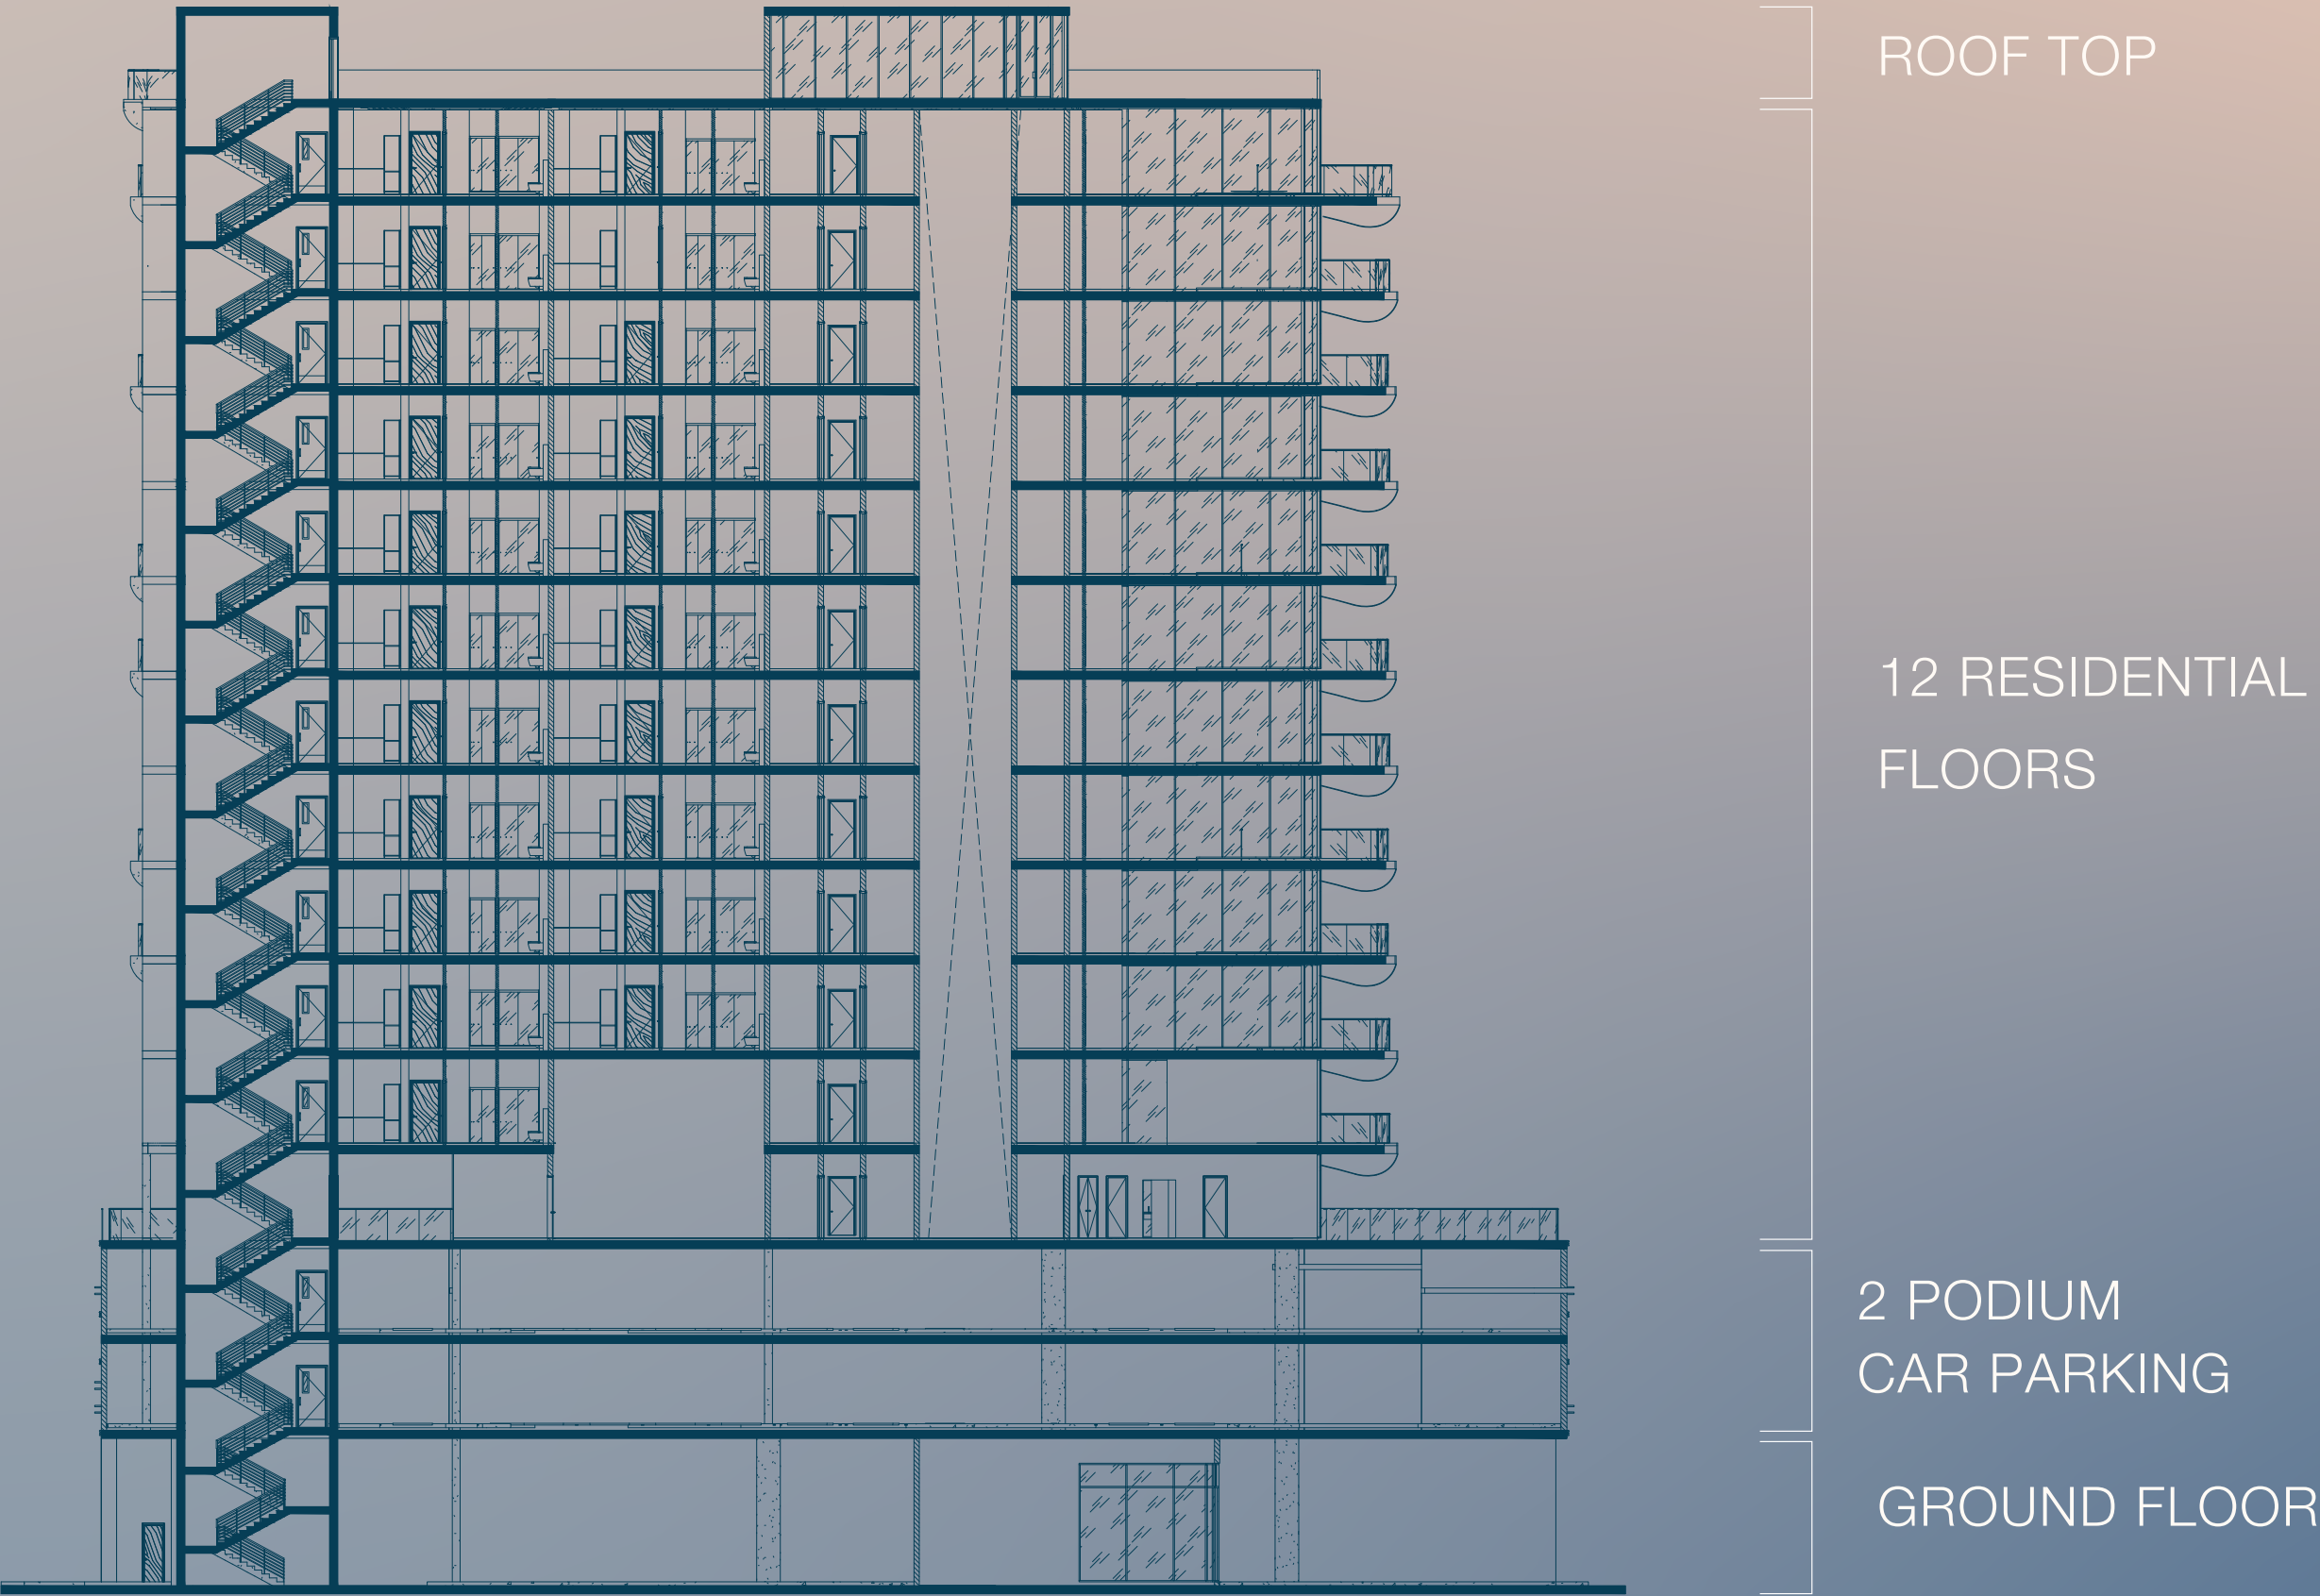 ROOF TOP
12 RESIDENTIAL
FLOORS
2 PODIUM
CAR PARKING
GROUND FLOOR